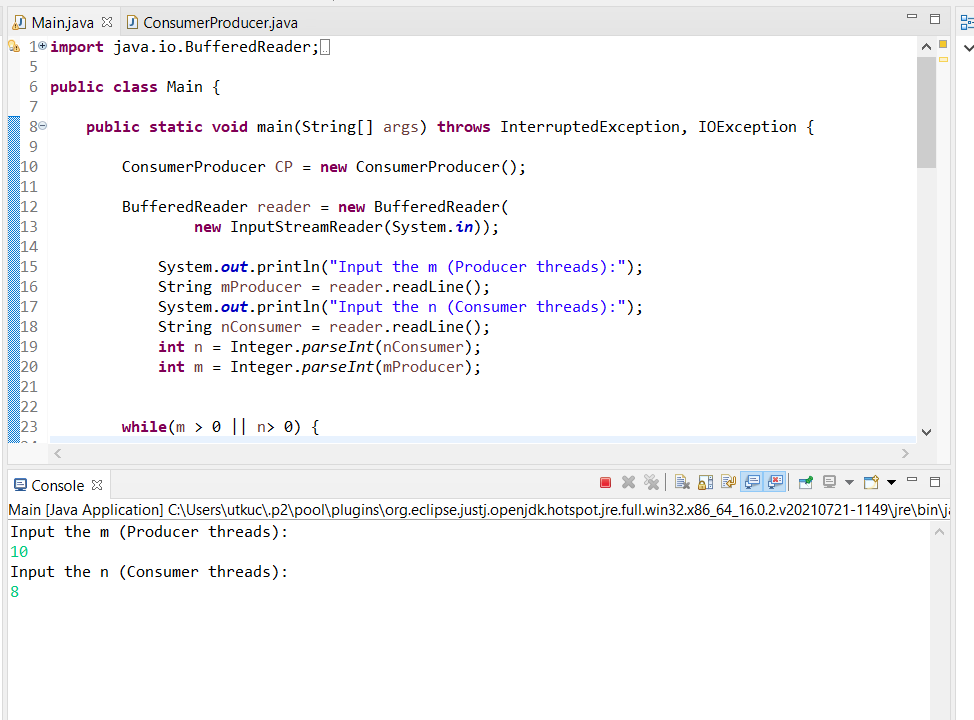 Main.java ConsumerProducer.java
1 import java.io.BufferedReader;
5
6 public class Main {
7
8 public static void main(String[] args) throws InterruptedException, IOException {
9
10 ConsumerProducer CP = new ConsumerProducer();
11
12 BufferedReader reader = new BufferedReader(
13 new InputStreamReader(System.in));
14
15 System.out.println("Input the m (Producer threads):");
16 String mProducer = reader.readLine();
17 System.out.println("Input the n (Consumer threads):");
18 String nConsumer = reader.readLine();
19 int n = Integer.parseInt(nConsumer);
20 int m = Integer.parseInt(mProducer);
21
22
23 while(m > 0 || n> 0) {
Console
Main [Java Application] C:\Users\utkuc\.p2\pool\plugins\org.eclipse.justj.openjdk.hotspot.jre.full.win32.x86_64_16.0.2.v20210721-1149\jre\bin\
Input the m (Producer threads):
10
Input the n (Consumer threads):
8